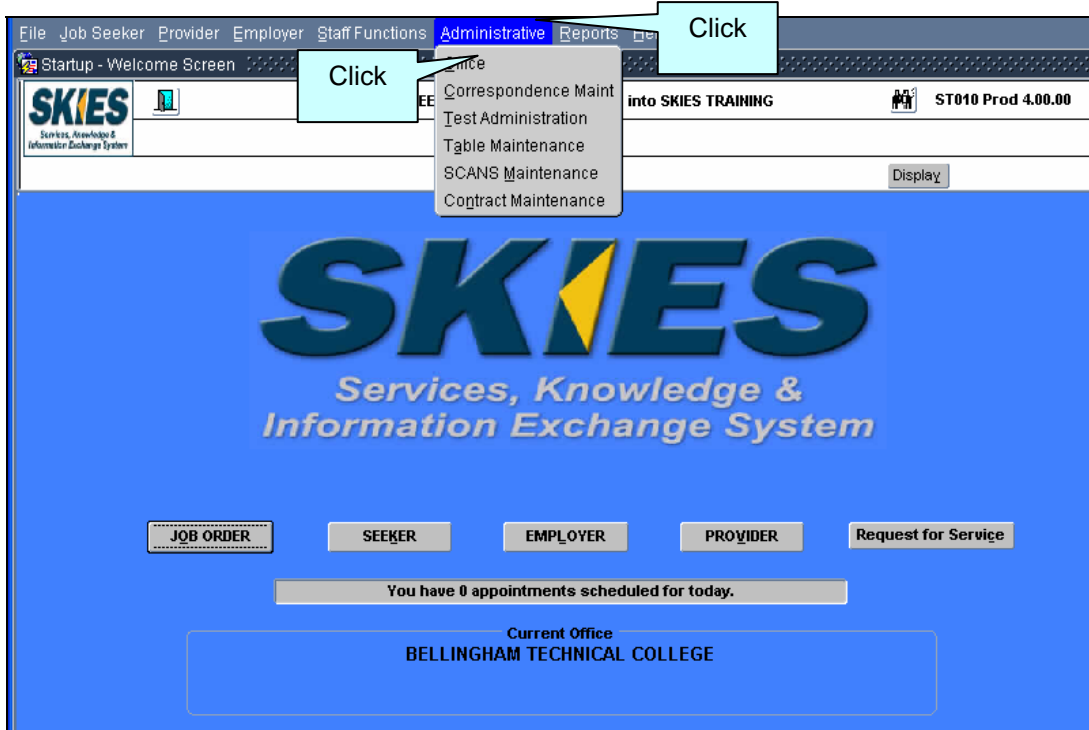 Click
File Job Seeker Provider Employer Staff Functions Administrative Reports
Startup - Welcome Screen
Click
Correspondence Maint
Test Administration
Table Maintenance
SCANS Maintenance
Contract Maintenance
SKIES
Services, Knowledge &
Information Exchange System
into SKIES TRAINING
ST010 Prod 4.00.00
Display
SKIES
Services, Knowledge &
Information Exchange System
JOB ORDER
SEEKER
EMPLOYER
PROVIDER
Request for Service
You have 0 appointments scheduled for today.
Current Office
BELLINGHAM TECHNICAL COLLEGE